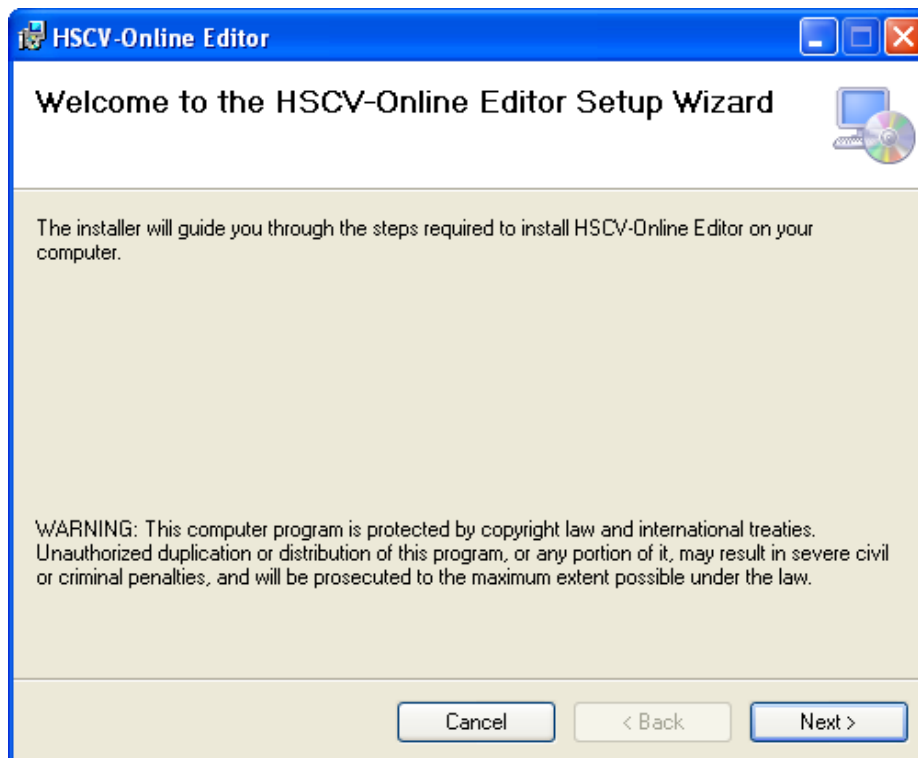 HSCV-Online Editor
Welcome to the HSCV-Online Editor Setup Wizard
The installer will guide you through the steps required to install HSCV-Online Editor on your
computer.
WARNING: This computer program is protected by copyright law and international treaties.
Unauthorized duplication or distribution of this program, or any portion of it, may result in severe civil
or criminal penalties, and will be prosecuted to the maximum extent possible under the law.
Cancel < Back Next >